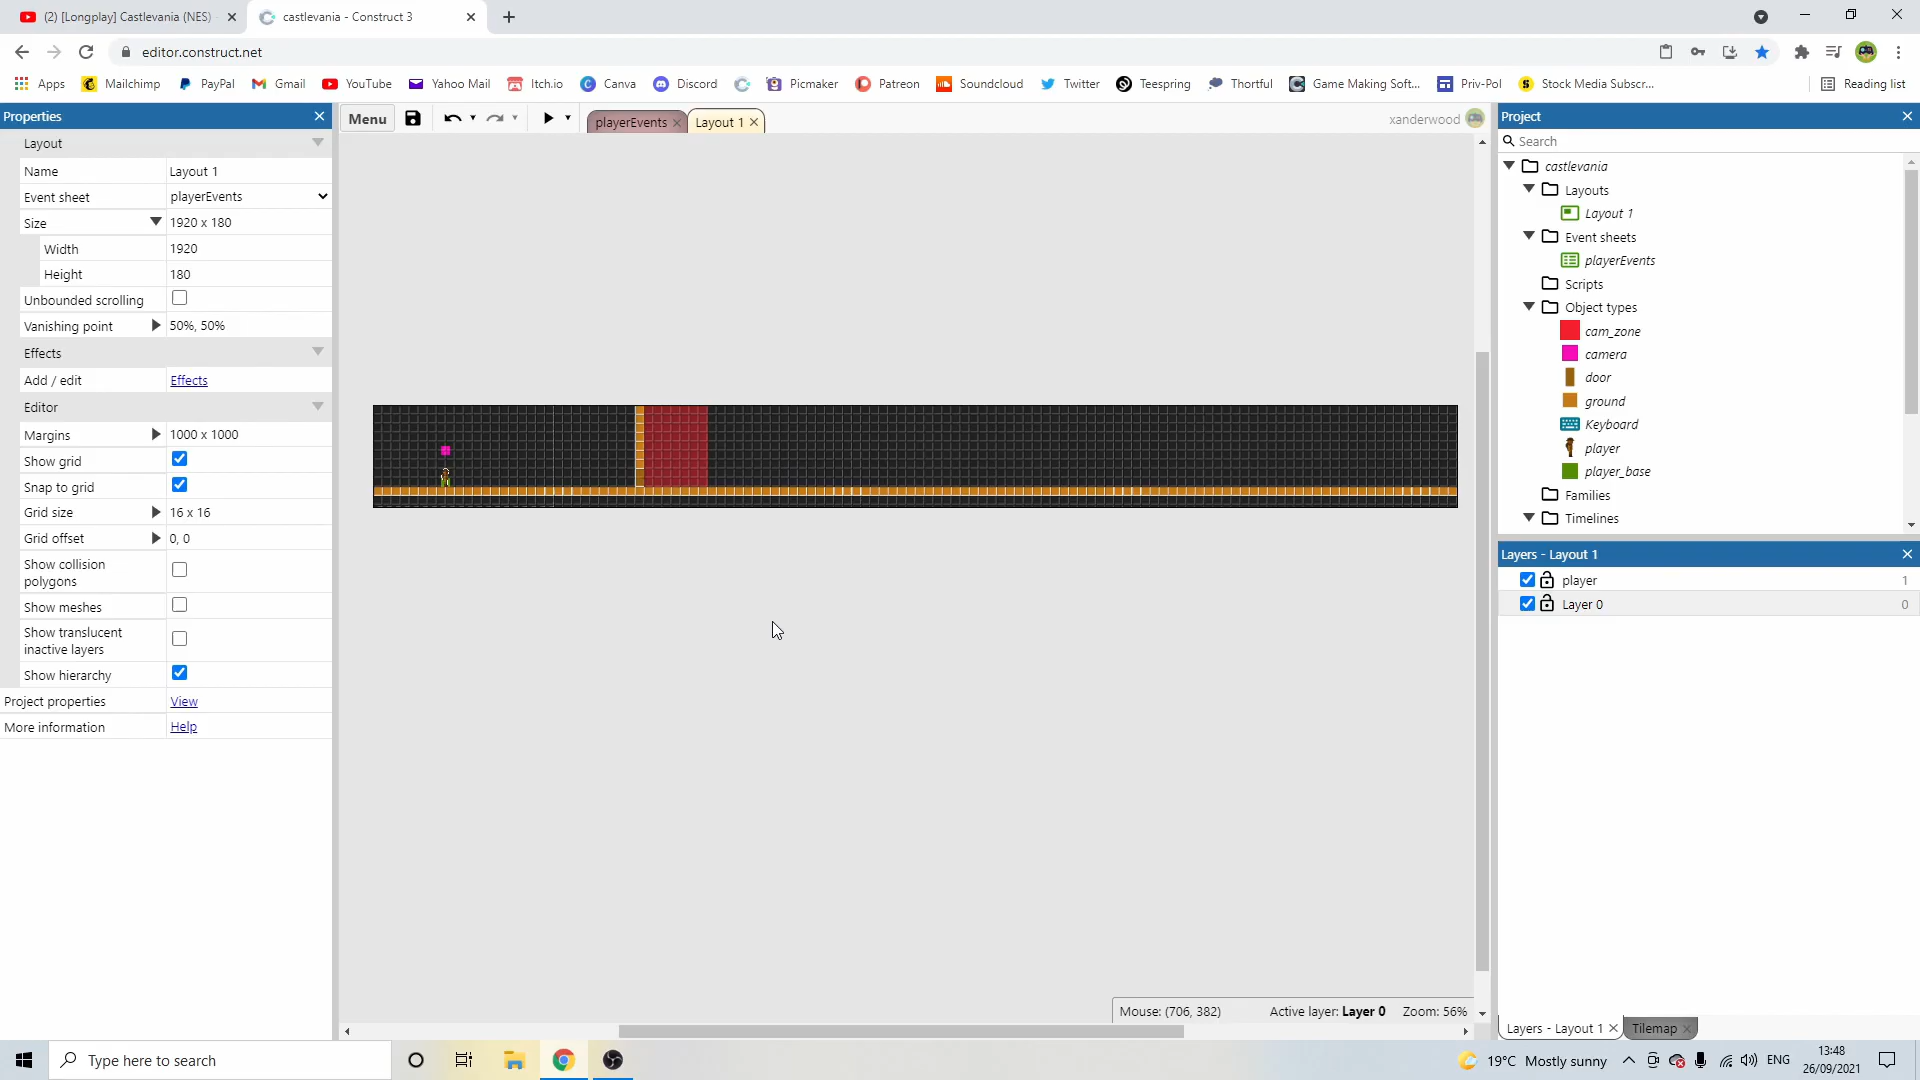 (2) [Longplay] Castlevania (NES)
castlevania - Construct 3
editor.construct.net
Apps
Mailchimp
PayPal
Gmail
YouTube
Yahoo Mail
Itch.io
Canva
Discord
Picmaker
Patreon
Soundcloud
Twitter
Teespring
Thortful
Game Making Soft...
Priv-Pol
Stock Media Subscr...
Reading list
Properties
Layout
Name Layout 1
Event sheet playerEvents
Size 1920 x 180
Width 1920
Height 180
Unbounded scrolling
Vanishing point 50%, 50%
Effects
Add / edit Effects
Editor
Margins 1000 x 1000
Show grid
Snap to grid
Grid size 16 x 16
Grid offset 0, 0
Show collision
polygons
Show meshes
Show translucent
inactive layers
Show hierarchy
Project properties View
More information Help
Menu
playerEvents
Layout 1
xanderwood
Mouse: (706, 382)
Active layer: Layer 0
Zoom: 56%
Project
Search
castlevania
Layouts
Layout 1
Event sheets
playerEvents
Scripts
Object types
cam_zone
camera
door
ground
Keyboard
player
player_base
Families
Timelines
Layers - Layout 1
player 1
Layer 0 0
Layers - Layout 1
Tilemap
Type here to search
19°C Mostly sunny
ENG
13:48
26/09/2021